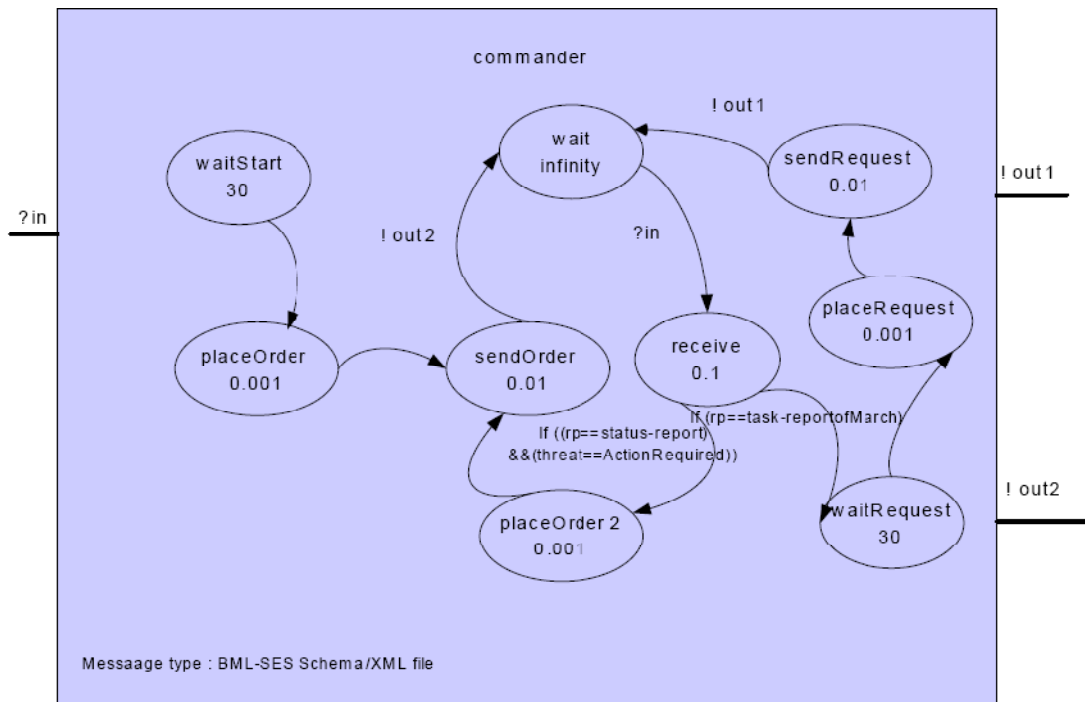 commander
! out1
wait
infinity
waitStart
30
sendRequest
0.01
! out1
?in
! out2
?in
placeRequest
0.001
placeOrder
0.001
sendOrder
0.01
receive
0.1
If (rp==task-reportofMarch)
If ((rp==status-report)
&&(threat==ActionRequired))
! out2
placeOrder 2
0.001
waitRequest
30
Messaage type : BML-SES Schema/XML file